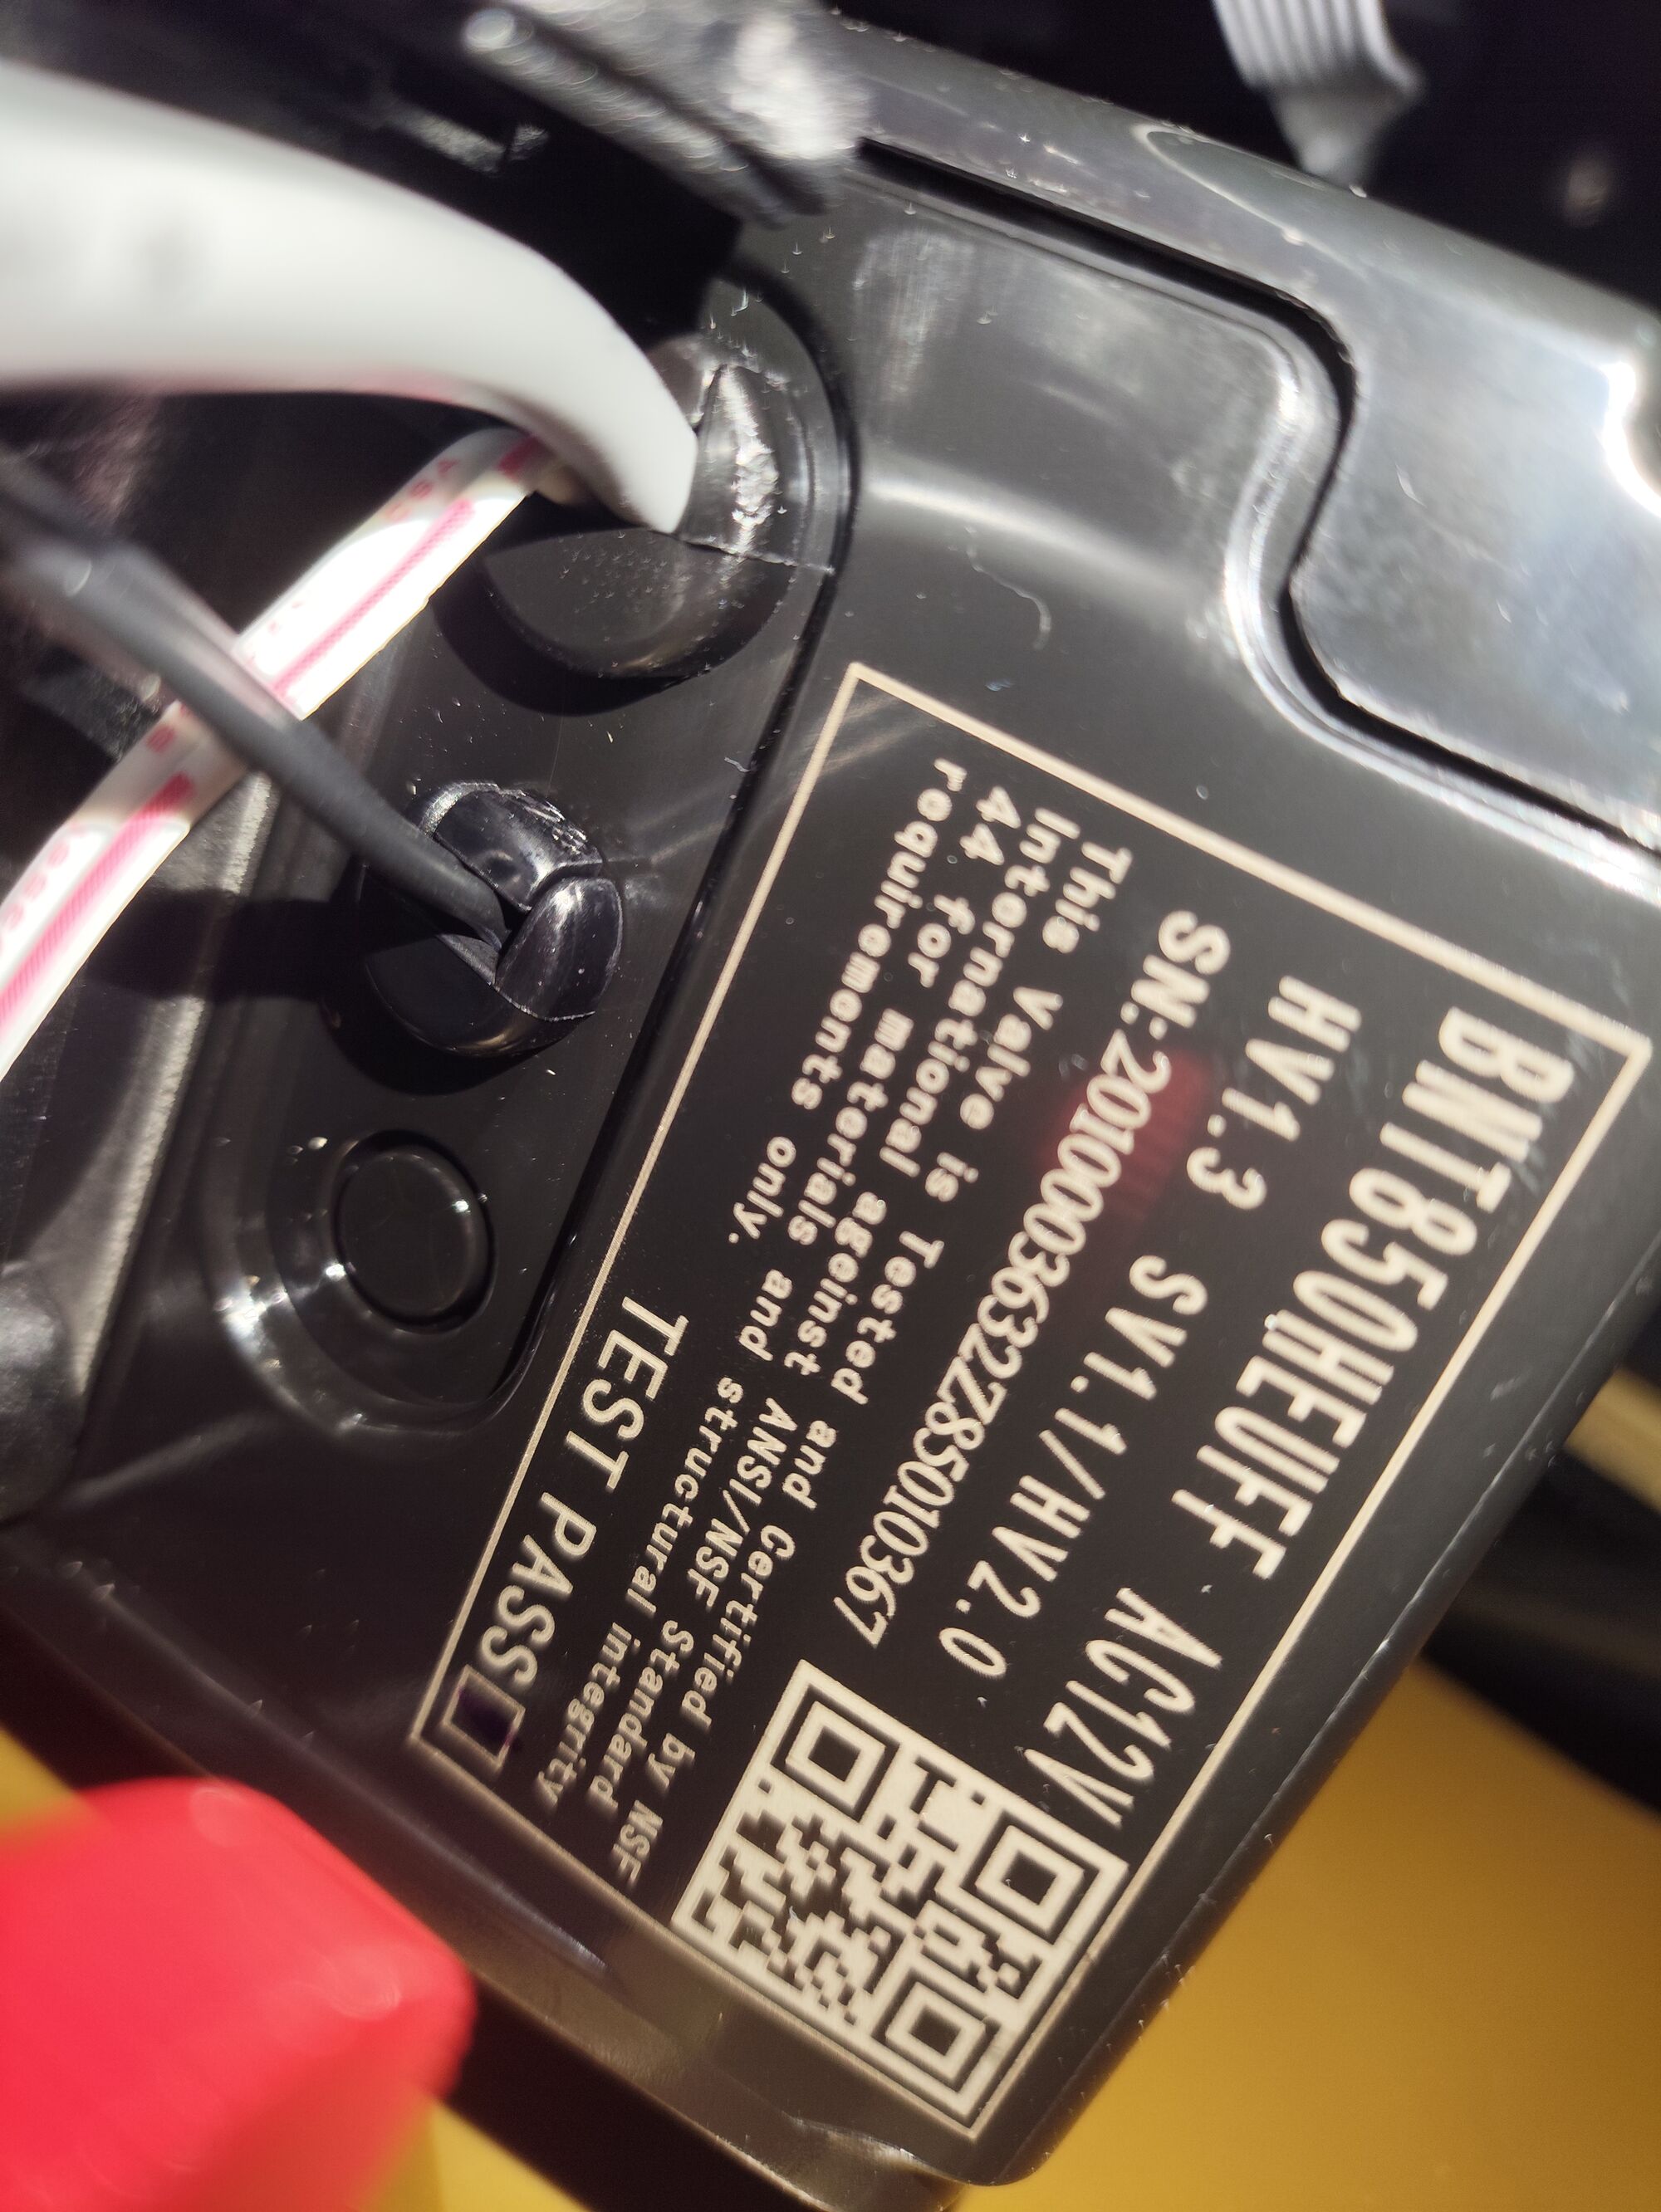 BNT850HEUFF AC12V
HV1.3 SV1.1/HV2.0
SN:2010003632Z85010367
This Valve is Tested and Certified by NSF
International ageinst ANSI/NSF Standard
44 for materials and structural integrity
requirements only.
TEST PASS